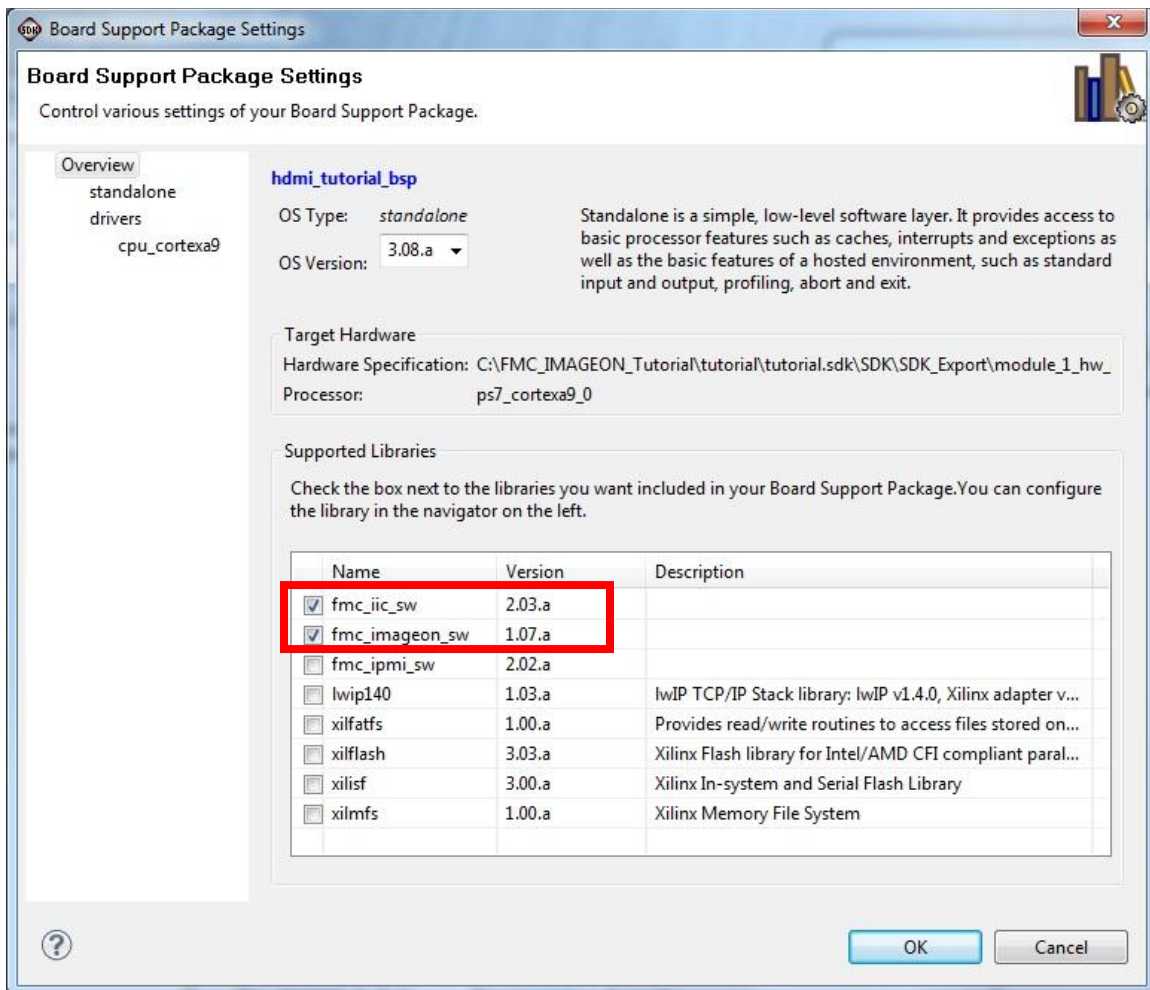 SDK Board Support Package Settings
Board Support Package Settings
Control various settings of your Board Support Package.
Overview
standalone
drivers
cpu_cortexa9
hdmi_tutorial_bsp
OS Type: standalone
OS Version: 3.08.a
Standalone is a simple, low-level software layer. It provides access to
basic processor features such as caches, interrupts and exceptions as
well as the basic features of a hosted environment, such as standard
input and output, profiling, abort and exit.
Target Hardware
Hardware Specification: C:\FMC_IMAGEON_Tutorial\tutorial\tutorial.sdk\SDK\SDK_Export\module_1_hw_
Processor: ps7_cortexa9_0
Supported Libraries
Check the box next to the libraries you want included in your Board Support Package.You can configure
the library in the navigator on the left.
Name Version Description
fmc_iic_sw 2.03.a
fmc_imageon_sw 1.07.a
fmc_ipmi_sw 2.02.a
lwip140 1.03.a lwIP TCP/IP Stack library: lwIP v1.4.0, Xilinx adapter v...
xilfatfs 1.00.a Provides read/write routines to access files stored on...
xilflash 3.03.a Xilinx Flash library for Intel/AMD CFI compliant paral...
xilisf 3.00.a Xilinx In-system and Serial Flash Library
xilmfs 1.00.a Xilinx Memory File System
?
OK Cancel